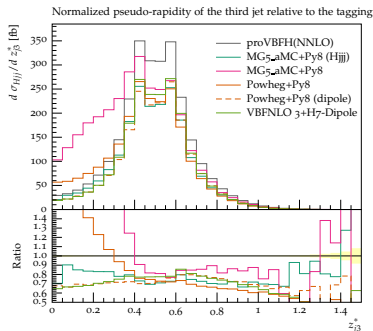 Normalized pseudo-rapidity of the third jet relative to the tagging
d σHjj/d z*j3 [fb]
350
300
250
200
150
100
50
0
proVBFH(NNLO)
MG5_aMC+Py8 (Hjjj)
MG5_aMC+Py8
Powheg+Py8
Powheg+Py8 (dipole)
VBFNLO 3+H7-Dipole
Ratio
1.4
1.3
1.2
1.1
1.0
0.9
0.8
0.7
0.6
0.5
0 0.2 0.4 0.6 0.8 1 1.2 1.4
z*j3